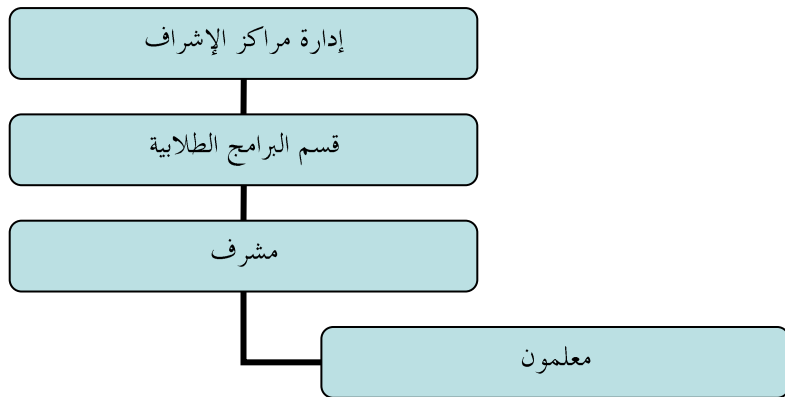 إدارة مراكز الإشراف
قسم البرامج الطلابية
مشرف
معلمون